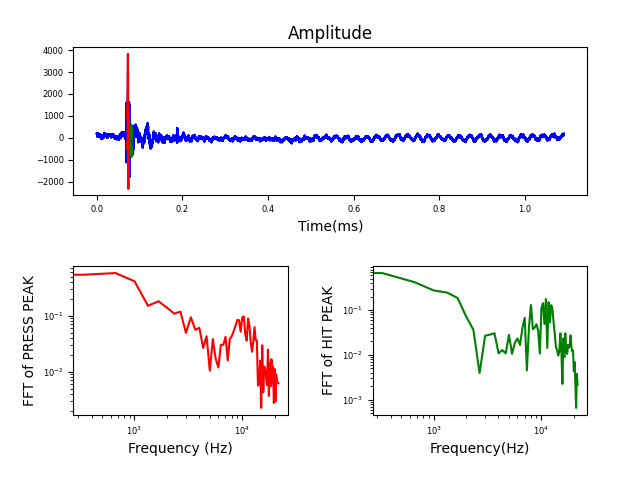 Amplitude
4000
3000
2000
1000
0
−1000
−2000
0.0 0.2 0.4 0.6 0.8 1.0
Time(ms)
FFT of PRESS PEAK
10⁻¹
10⁻²
10³ 10⁴
Frequency (Hz)
FFT of HIT PEAK
10⁻¹
10⁻²
10⁻³
10³ 10⁴
Frequency(Hz)